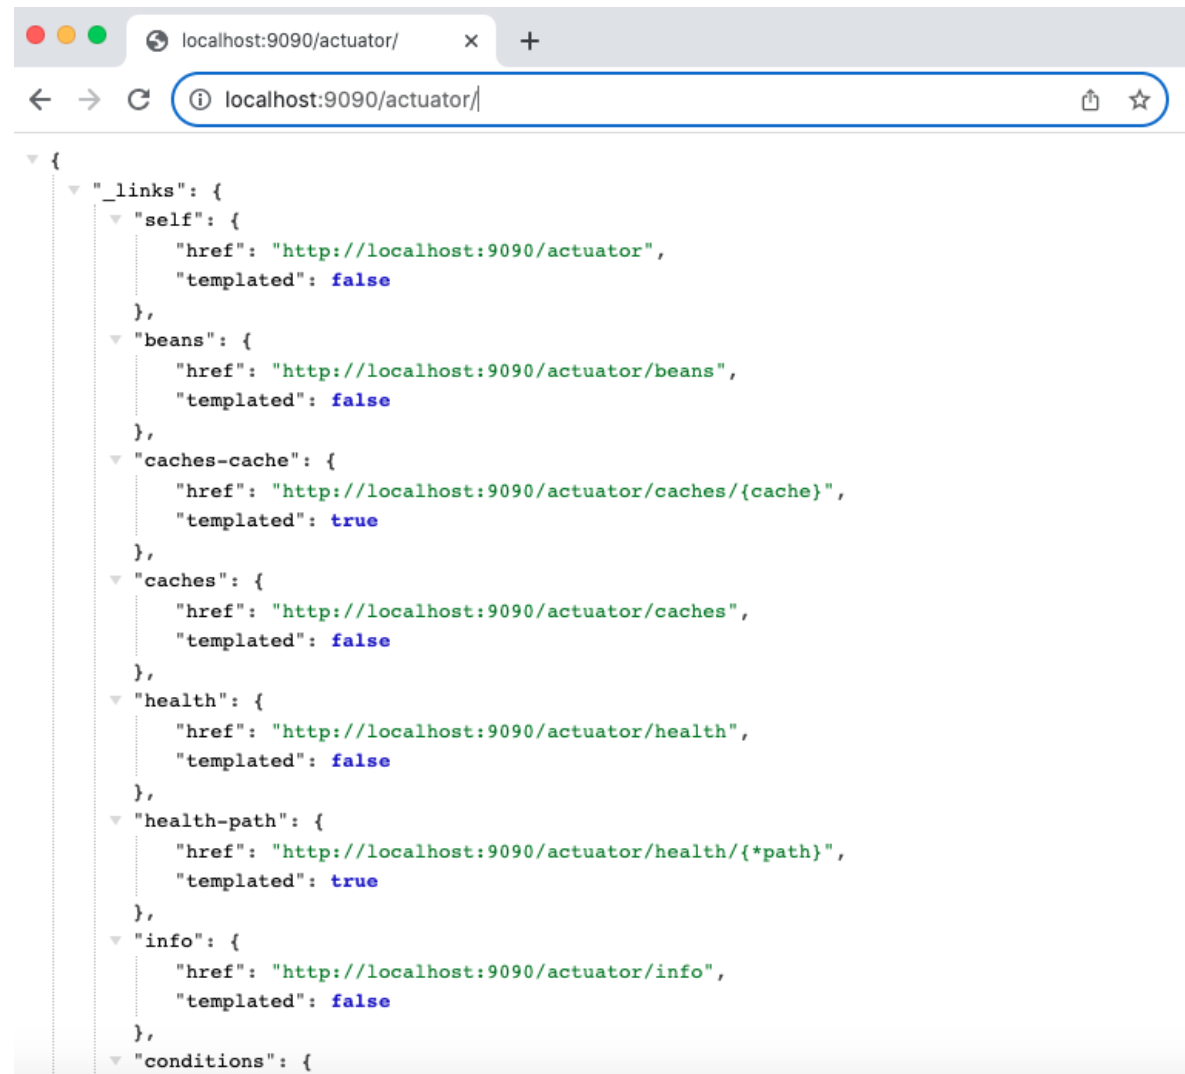 localhost:9090/actuator/
localhost:9090/actuator/
{
"_links": {
"self": {
"href": "http://localhost:9090/actuator",
"templated": false
},
"beans": {
"href": "http://localhost:9090/actuator/beans",
"templated": false
},
"caches-cache": {
"href": "http://localhost:9090/actuator/caches/{cache}",
"templated": true
},
"caches": {
"href": "http://localhost:9090/actuator/caches",
"templated": false
},
"health": {
"href": "http://localhost:9090/actuator/health",
"templated": false
},
"health-path": {
"href": "http://localhost:9090/actuator/health/{*path}",
"templated": true
},
"info": {
"href": "http://localhost:9090/actuator/info",
"templated": false
},
"conditions": {